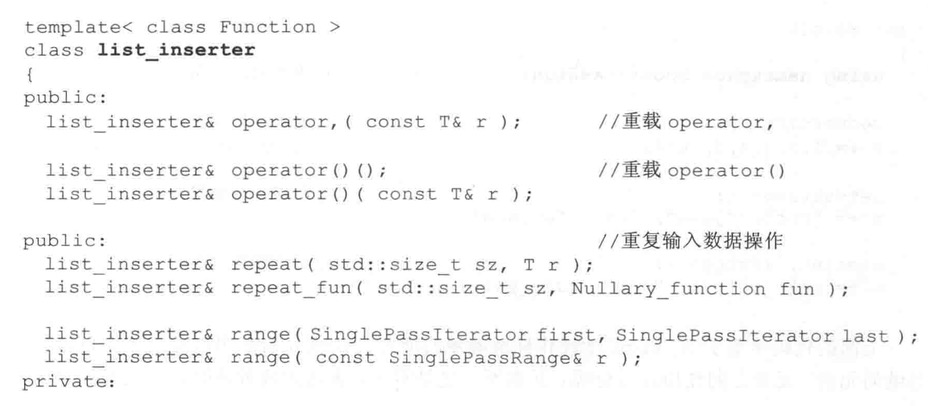 template< class Function >
class list_inserter
{
public:
list_inserter& operator,( const T& r ); //重载 operator,
list_inserter& operator()(); //重载 operator()
list_inserter& operator()( const T& r );
public: //重复输入数据操作
list_inserter& repeat( std::size_t sz, T r );
list_inserter& repeat_fun( std::size_t sz, Nullary_function fun );
list_inserter& range( SinglePassIterator first, SinglePassIterator last );
list_inserter& range( const SinglePassRange& r );
private: